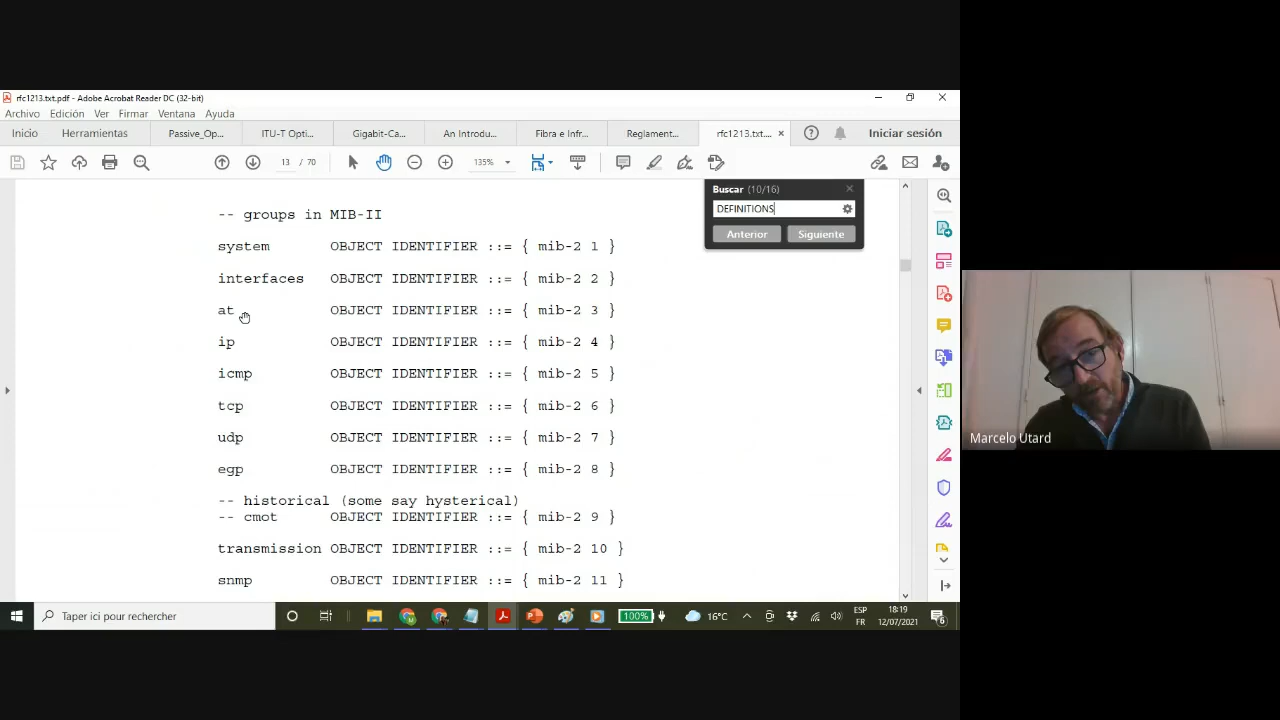 rfc1213.txt.pdf - Adobe Acrobat Reader DC (32-bit)
Archivo Edición Ver Firmar Ventana Ayuda
Inicio Herramientas Passive_Op... ITU-T Opti... Gigabit-Ca... An Introdu... Fibra e Infr... Reglament... rfc1213.txt.... Iniciar sesión
13 / 70 135%
Buscar (10/16)
DEFINITIONS
Anterior Siguiente
-- groups in MIB-II
system OBJECT IDENTIFIER ::= { mib-2 1 }
interfaces OBJECT IDENTIFIER ::= { mib-2 2 }
at OBJECT IDENTIFIER ::= { mib-2 3 }
ip OBJECT IDENTIFIER ::= { mib-2 4 }
icmp OBJECT IDENTIFIER ::= { mib-2 5 }
tcp OBJECT IDENTIFIER ::= { mib-2 6 }
udp OBJECT IDENTIFIER ::= { mib-2 7 }
egp OBJECT IDENTIFIER ::= { mib-2 8 }
-- historical (some say hysterical)
-- cmot OBJECT IDENTIFIER ::= { mib-2 9 }
transmission OBJECT IDENTIFIER ::= { mib-2 10 }
snmp OBJECT IDENTIFIER ::= { mib-2 11 }
Marcelo Utard
Taper ici pour rechercher
100%
16°C
ESP
FR
18:19
12/07/2021
6